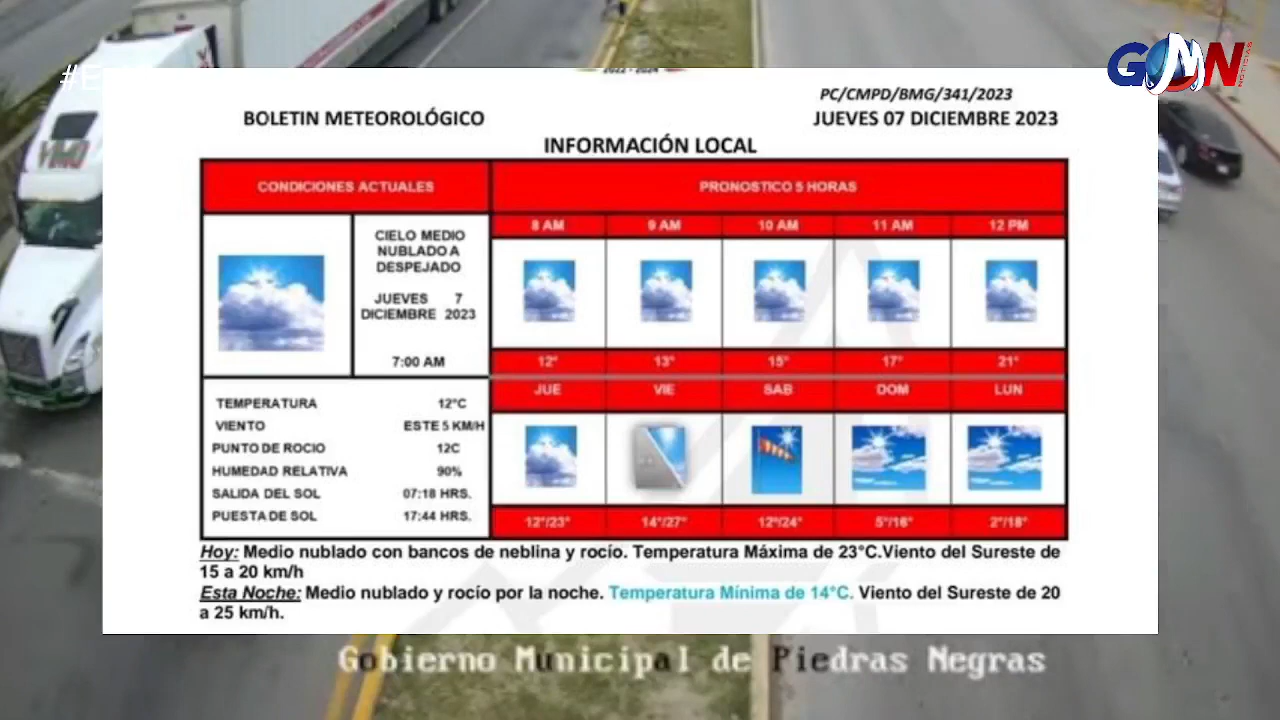 2022 - 2024
GMN NOTICIAS
PC/CMPD/BMG/341/2023
BOLETIN METEOROLÓGICO
JUEVES 07 DICIEMBRE 2023
INFORMACIÓN LOCAL
CONDICIONES ACTUALES
PRONOSTICO 5 HORAS
8 AM 9 AM 10 AM 11 AM 12 PM
CIELO MEDIO
NUBLADO A
DESPEJADO
JUEVES 7
DICIEMBRE 2023
7:00 AM
12° 13° 15° 17° 21°
JUE VIE SAB DOM LUN
TEMPERATURA 12°C
VIENTO ESTE 5 KM/H
PUNTO DE ROCIO 12C
HUMEDAD RELATIVA 90%
SALIDA DEL SOL 07:18 HRS.
PUESTA DE SOL 17:44 HRS.
12°/23° 14°/27° 12°/24° 5°/16° 2°/18°
Hoy: Medio nublado con bancos de neblina y rocío. Temperatura Máxima de 23°C.Viento del Sureste de
15 a 20 km/h
Esta Noche: Medio nublado y rocío por la noche. Temperatura Mínima de 14°C. Viento del Sureste de 20
a 25 km/h.
Gobierno Municipal de Piedras Negras